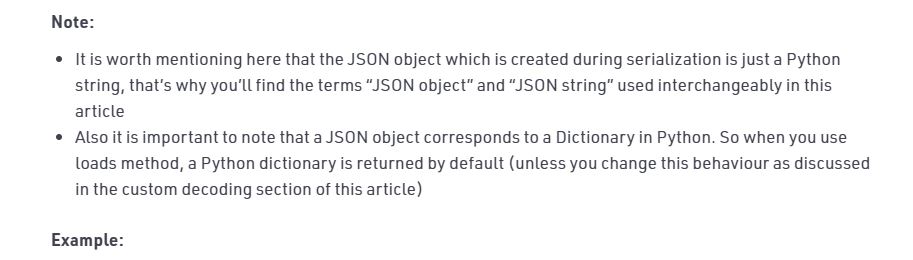 Note:
• It is worth mentioning here that the JSON object which is created during serialization is just a Python
string, that’s why you’ll find the terms “JSON object” and “JSON string” used interchangeably in this
article
• Also it is important to note that a JSON object corresponds to a Dictionary in Python. So when you use
loads method, a Python dictionary is returned by default (unless you change this behaviour as discussed
in the custom decoding section of this article)
Example: